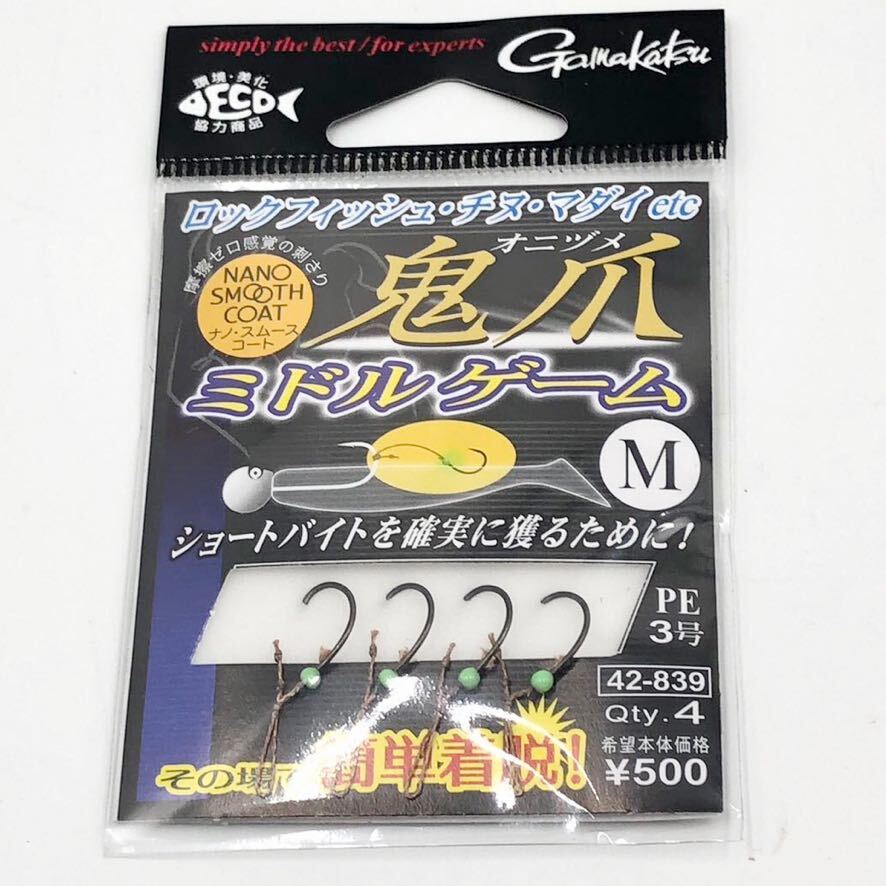 simply the best / for experts
Gamakatsu
環境・美化
ECO
協力商品
ロックフィッシュ・チヌ・マダイ etc
オニヅメ
鬼爪
摩擦ゼロ感覚の刺さり
NANO
SMOOTH
COAT
ナノ・スムース
コート
ミドルゲーム
M
ショートバイトを確実に獲るために!
PE
3号
42-839
Qty. 4
希望本体価格
¥500
その場で簡単着脱!